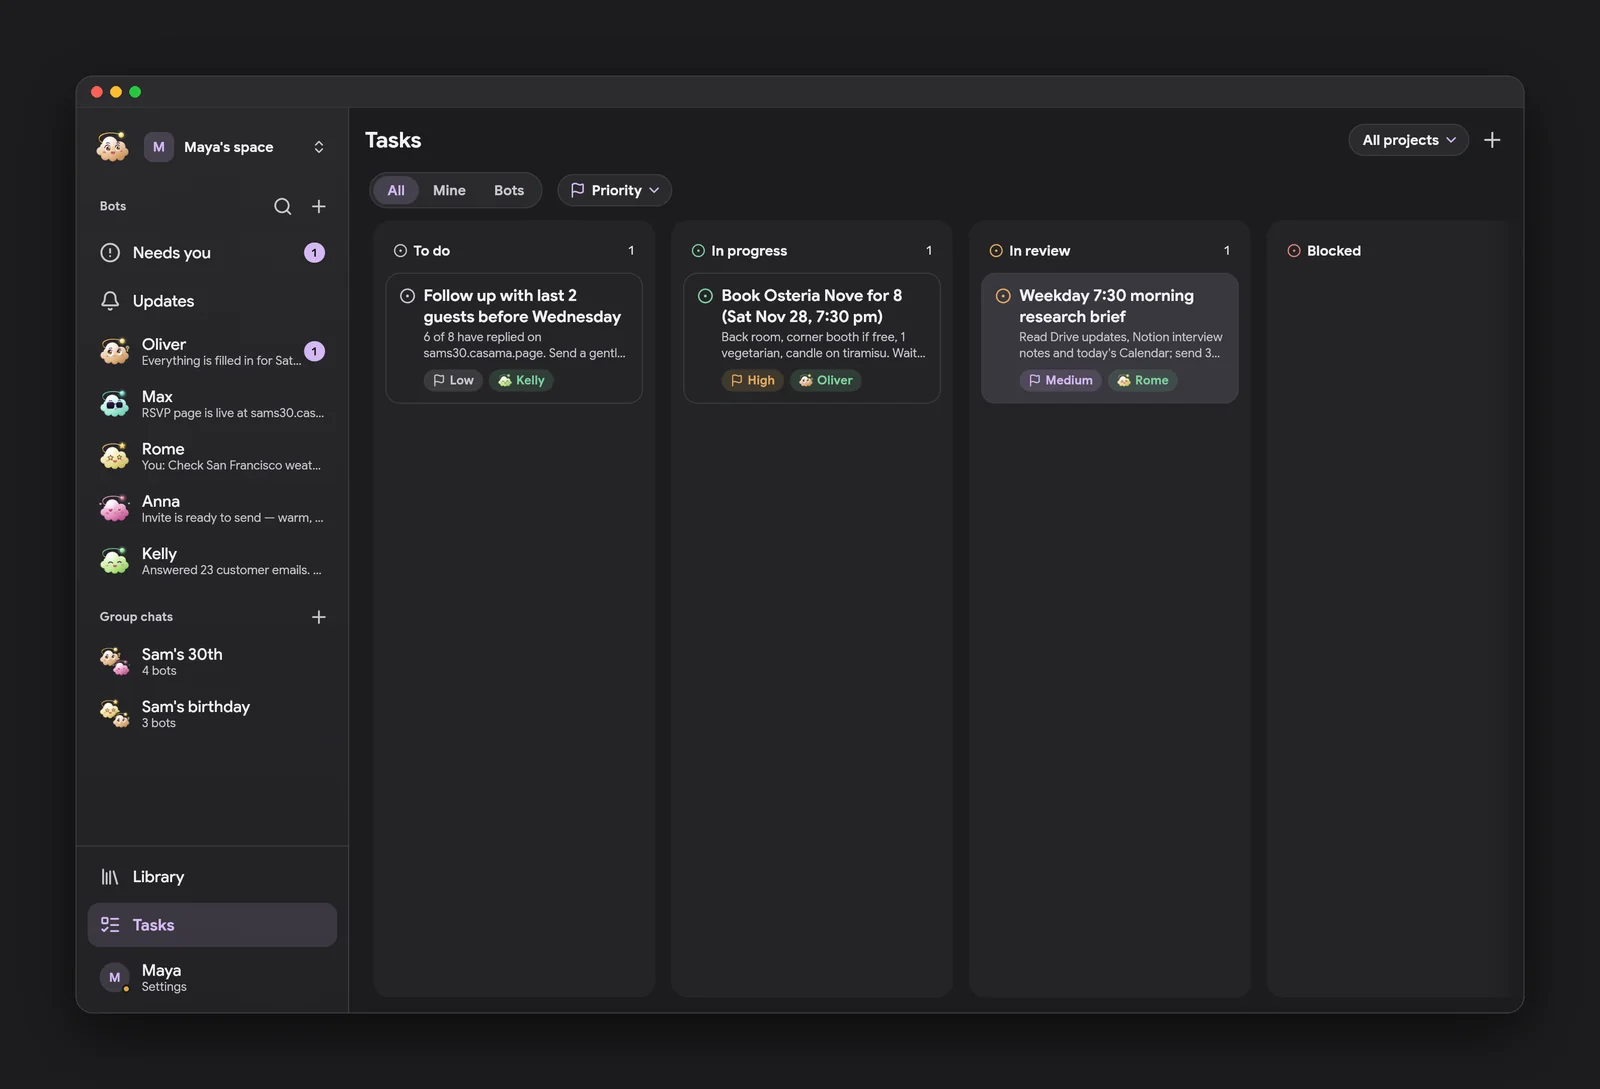 M
Maya's space
Bots
Needs you
1
Updates
Oliver
Everything is filled in for Sat...
1
Max
RSVP page is live at sams30.cas...
Rome
You: Check San Francisco weat...
Anna
Invite is ready to send — warm, ...
Kelly
Answered 23 customer emails. ...
Group chats
Sam's 30th
4 bots
Sam's birthday
3 bots
Library
Tasks
M
Maya
Settings
Tasks
All projects
All
Mine
Bots
Priority
To do
1
Follow up with last 2
guests before Wednesday
6 of 8 have replied on
sams30.casama.page. Send a gentl...
Low
Kelly
In progress
1
Book Osteria Nove for 8
(Sat Nov 28, 7:30 pm)
Back room, corner booth if free, 1
vegetarian, candle on tiramisu. Wait...
High
Oliver
In review
1
Weekday 7:30 morning
research brief
Read Drive updates, Notion interview
notes and today's Calendar; send 3...
Medium
Rome
Blocked